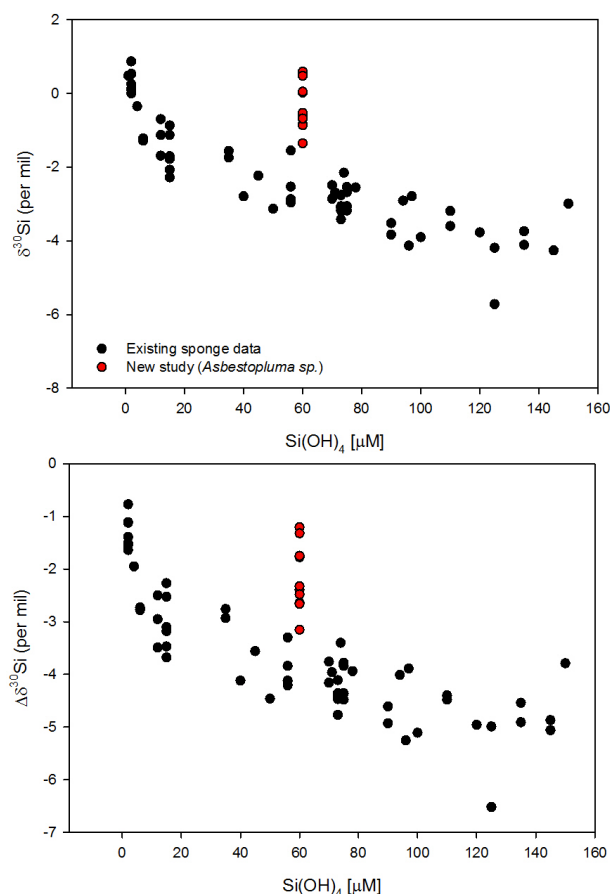 2
0
-2
-4
-6
-8
δ³⁰Si (per mil)
Existing sponge data
New study (Asbestopluma sp.)
0 20 40 60 80 100 120 140 160
Si(OH)₄ [μM]
0
-1
-2
-3
-4
-5
-6
-7
Δδ³⁰Si (per mil)
0 20 40 60 80 100 120 140 160
Si(OH)₄ [μM]